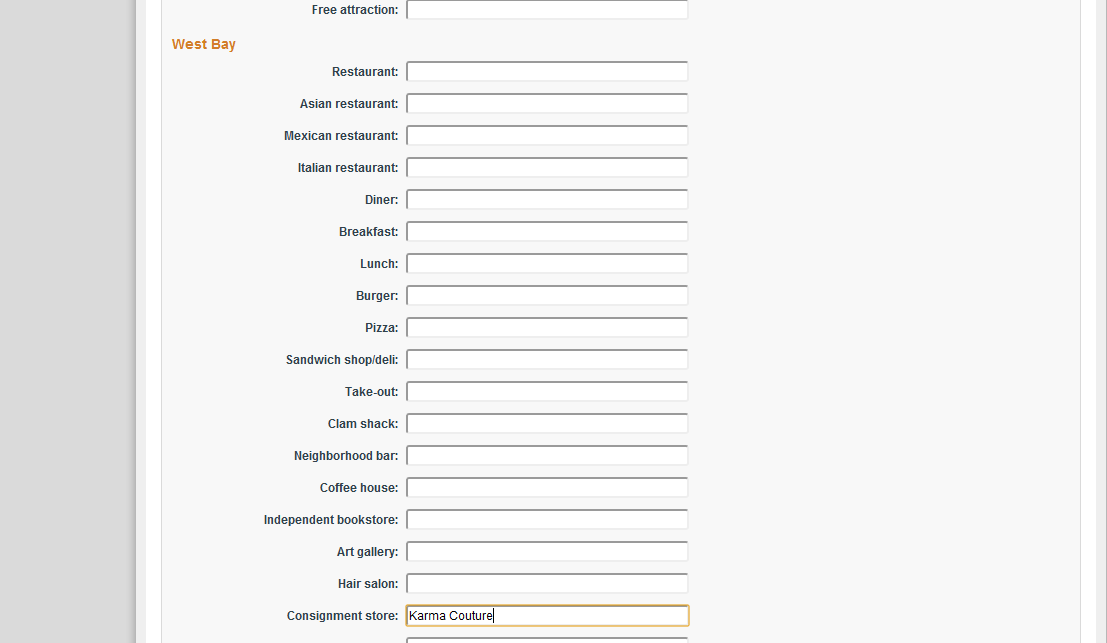 Free attraction:
West Bay
Restaurant:
Asian restaurant:
Mexican restaurant:
Italian restaurant:
Diner:
Breakfast:
Lunch:
Burger:
Pizza:
Sandwich shop/deli:
Take-out:
Clam shack:
Neighborhood bar:
Coffee house:
Independent bookstore:
Art gallery:
Hair salon:
Consignment store: Karma Couture